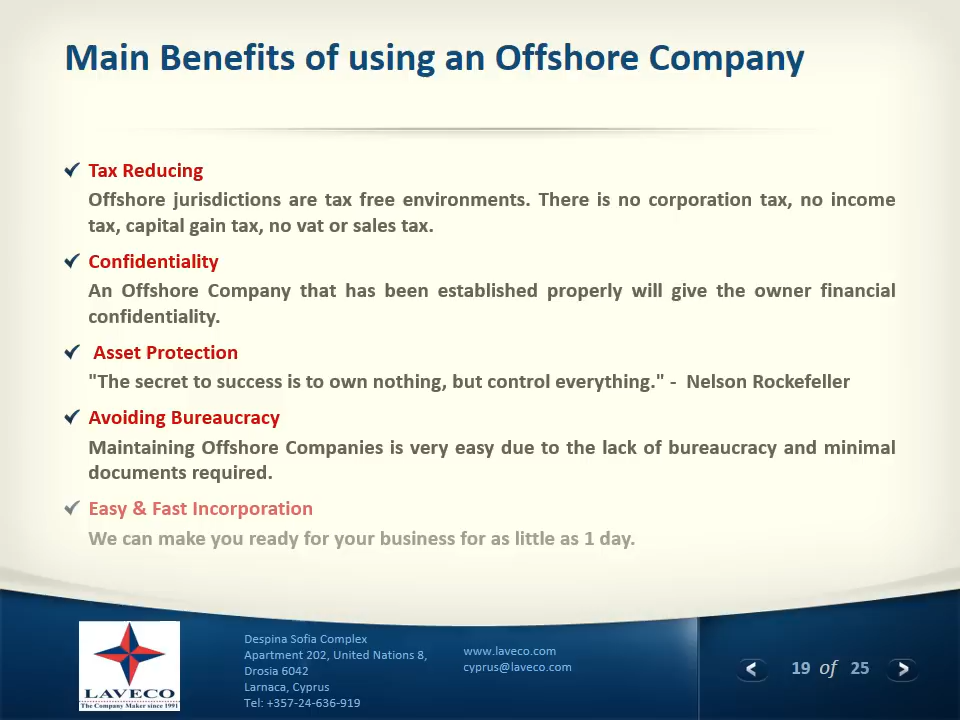 Main Benefits of using an Offshore Company
Tax Reducing
Offshore jurisdictions are tax free environments. There is no corporation tax, no income
tax, capital gain tax, no vat or sales tax.
Confidentiality
An Offshore Company that has been established properly will give the owner financial
confidentiality.
Asset Protection
"The secret to success is to own nothing, but control everything." - Nelson Rockefeller
Avoiding Bureaucracy
Maintaining Offshore Companies is very easy due to the lack of bureaucracy and minimal
documents required.
Easy & Fast Incorporation
We can make you ready for your business for as little as 1 day.
LAVECO
The Company Maker since 1991
Despina Sofia Complex
Apartment 202, United Nations 8,
Drosia 6042
Larnaca, Cyprus
Tel: +357-24-636-919
www.laveco.com
cyprus@laveco.com
19 of 25